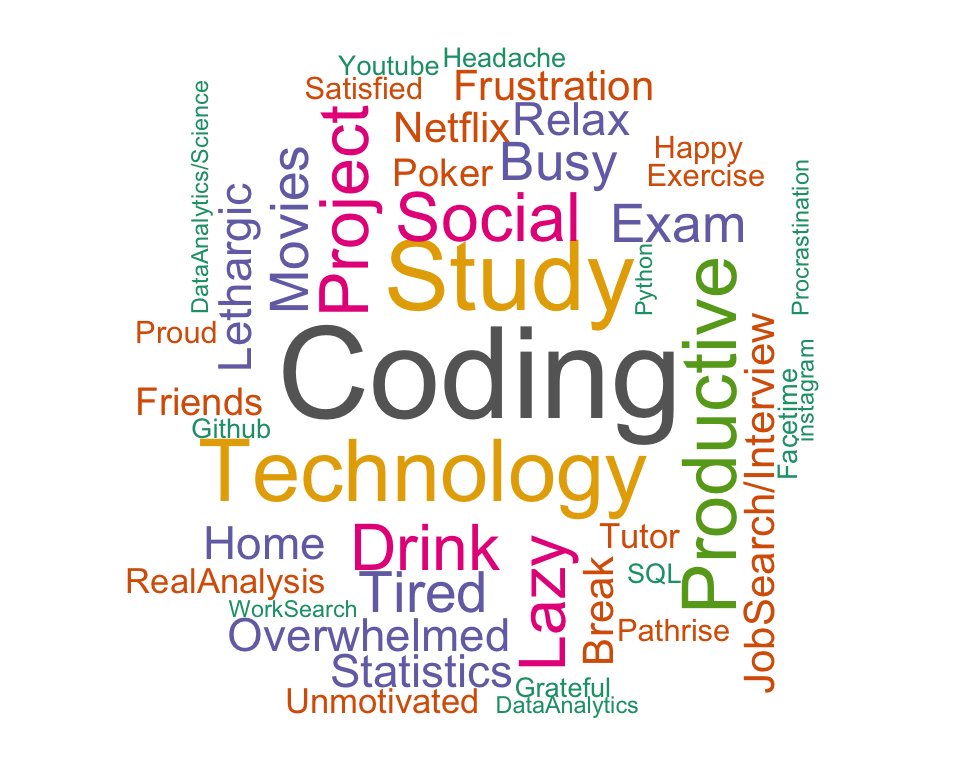 Headache
Youtube
Satisfied
Frustration
Netflix
Relax
Happy
Poker
Busy
Exercise
DataAnalytics/Science
Lethargic
Movies
Project
Social
Exam
Procrastination
Study
Python
Proud
Coding
Productive
JobSearch/Interview
Facetime
instagram
Friends
Github
Technology
Home
Drink
Lazy
Tutor
RealAnalysis
Tired
Break
SQL
WorkSearch
Overwhelmed
Pathrise
Statistics
Grateful
Unmotivated
DataAnalytics